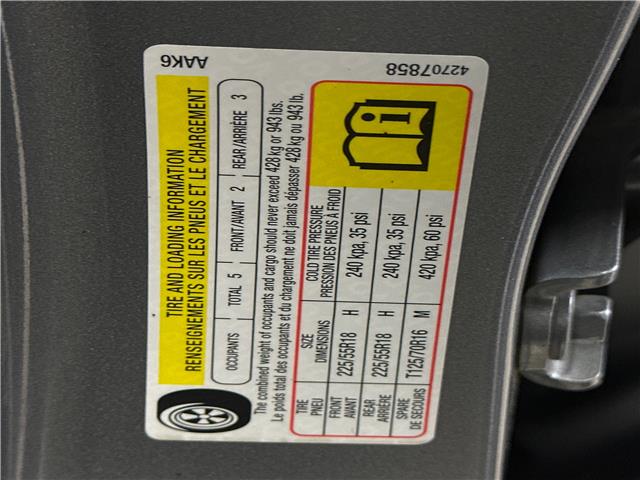 TIRE AND LOADING INFORMATION
RENSEIGNEMENTS SUR LES PNEUS ET LE CHARGEMENT
OCCUPANTS TOTAL 5 FRONT/AVANT 2 REAR/ARRIÈRE 3
The combined weight of occupants and cargo should never exceed 428 kg or 943 lbs.
Le poids total des occupants et du chargement ne doit jamais dépasser 428 kg ou 943 lb.
TIRE SIZE COLD TIRE PRESSURE
PNEU DIMENSIONS PRESSION DES PNEUS À FROID
FRONT AVANT 225/55R18 H 240 kpa, 35 psi
REAR ARRIÈRE 225/55R18 H 240 kpa, 35 psi
SPARE DE SECOURS T125/70R16 M 420 kpa, 60 psi
i
AAK6
42707858